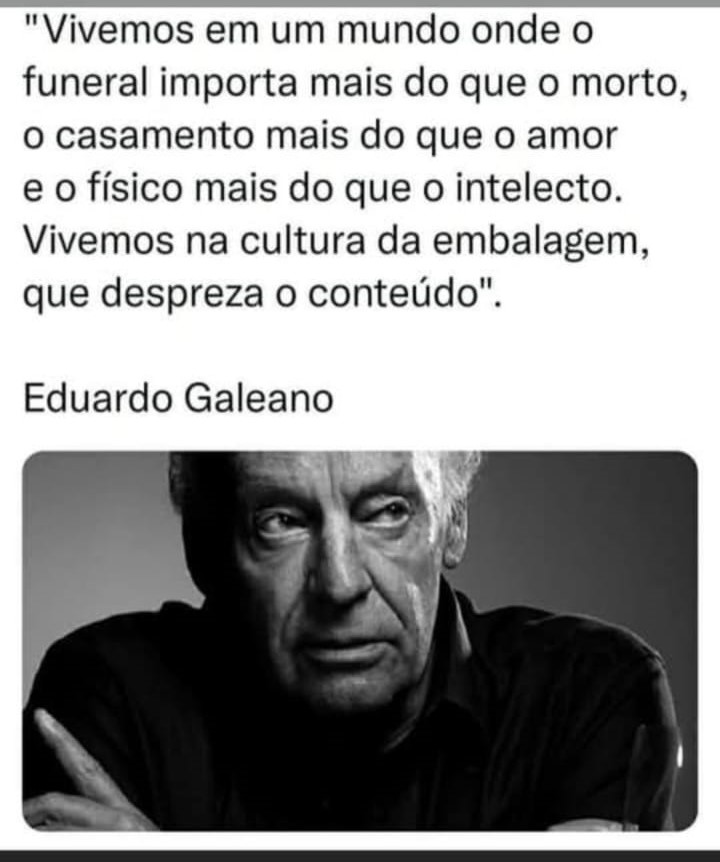 "Vivemos em um mundo onde o
funeral importa mais do que o morto,
o casamento mais do que o amor
e o físico mais do que o intelecto.
Vivemos na cultura da embalagem,
que despreza o conteúdo".
Eduardo Galeano